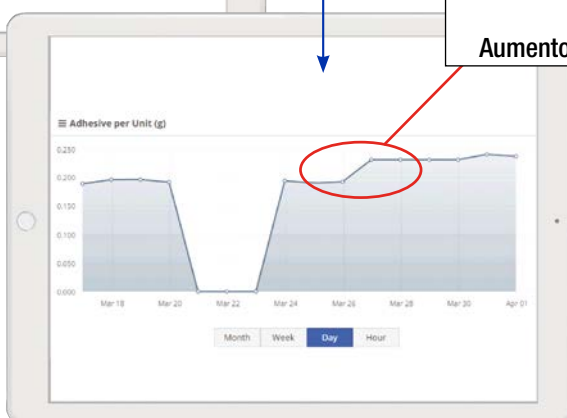 Aumento
≡ Adhesive per Unit (g)
0.250
0.200
0.150
0.100
0.050
0.000
Mar 18 Mar 20 Mar 22 Mar 24 Mar 26 Mar 28 Mar 30 Apr 01
Month Week Day Hour